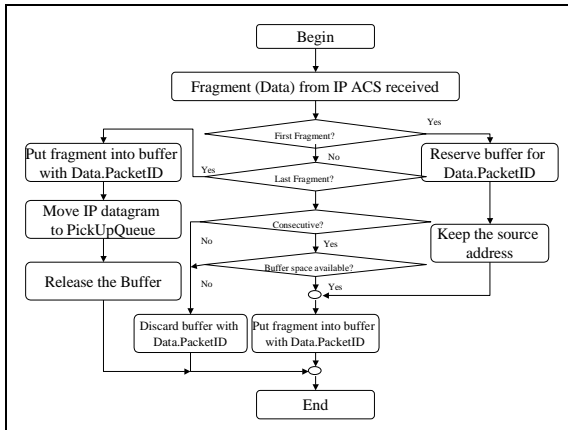 Begin
Fragment (Data) from IP ACS received
Yes
First Fragment?
No
Put fragment into buffer
with Data.PacketID
Yes
Last Fragment?
Reserve buffer for
Data.PacketID
Move IP datagram
to PickUpQueue
Consecutive?
No
Yes
Keep the source
address
Release the Buffer
Buffer space available?
No
Yes
Discard buffer with
Data.PacketID
Put fragment into buffer
with Data.PacketID
End